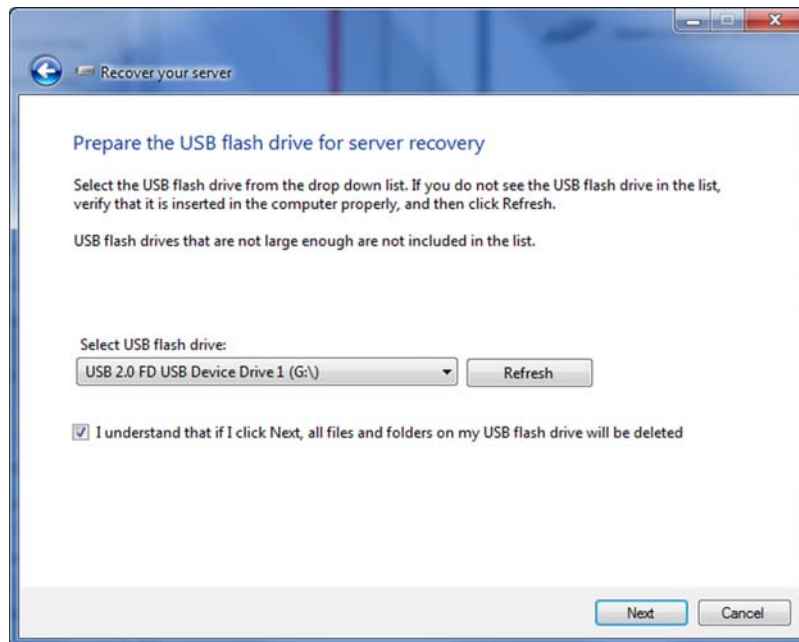 Recover your server
Prepare the USB flash drive for server recovery
Select the USB flash drive from the drop down list. If you do not see the USB flash drive in the list,
verify that it is inserted in the computer properly, and then click Refresh.
USB flash drives that are not large enough are not included in the list.
Select USB flash drive:
USB 2.0 FD USB Device Drive 1 (G:\)
Refresh
I understand that if I click Next, all files and folders on my USB flash drive will be deleted
Next
Cancel